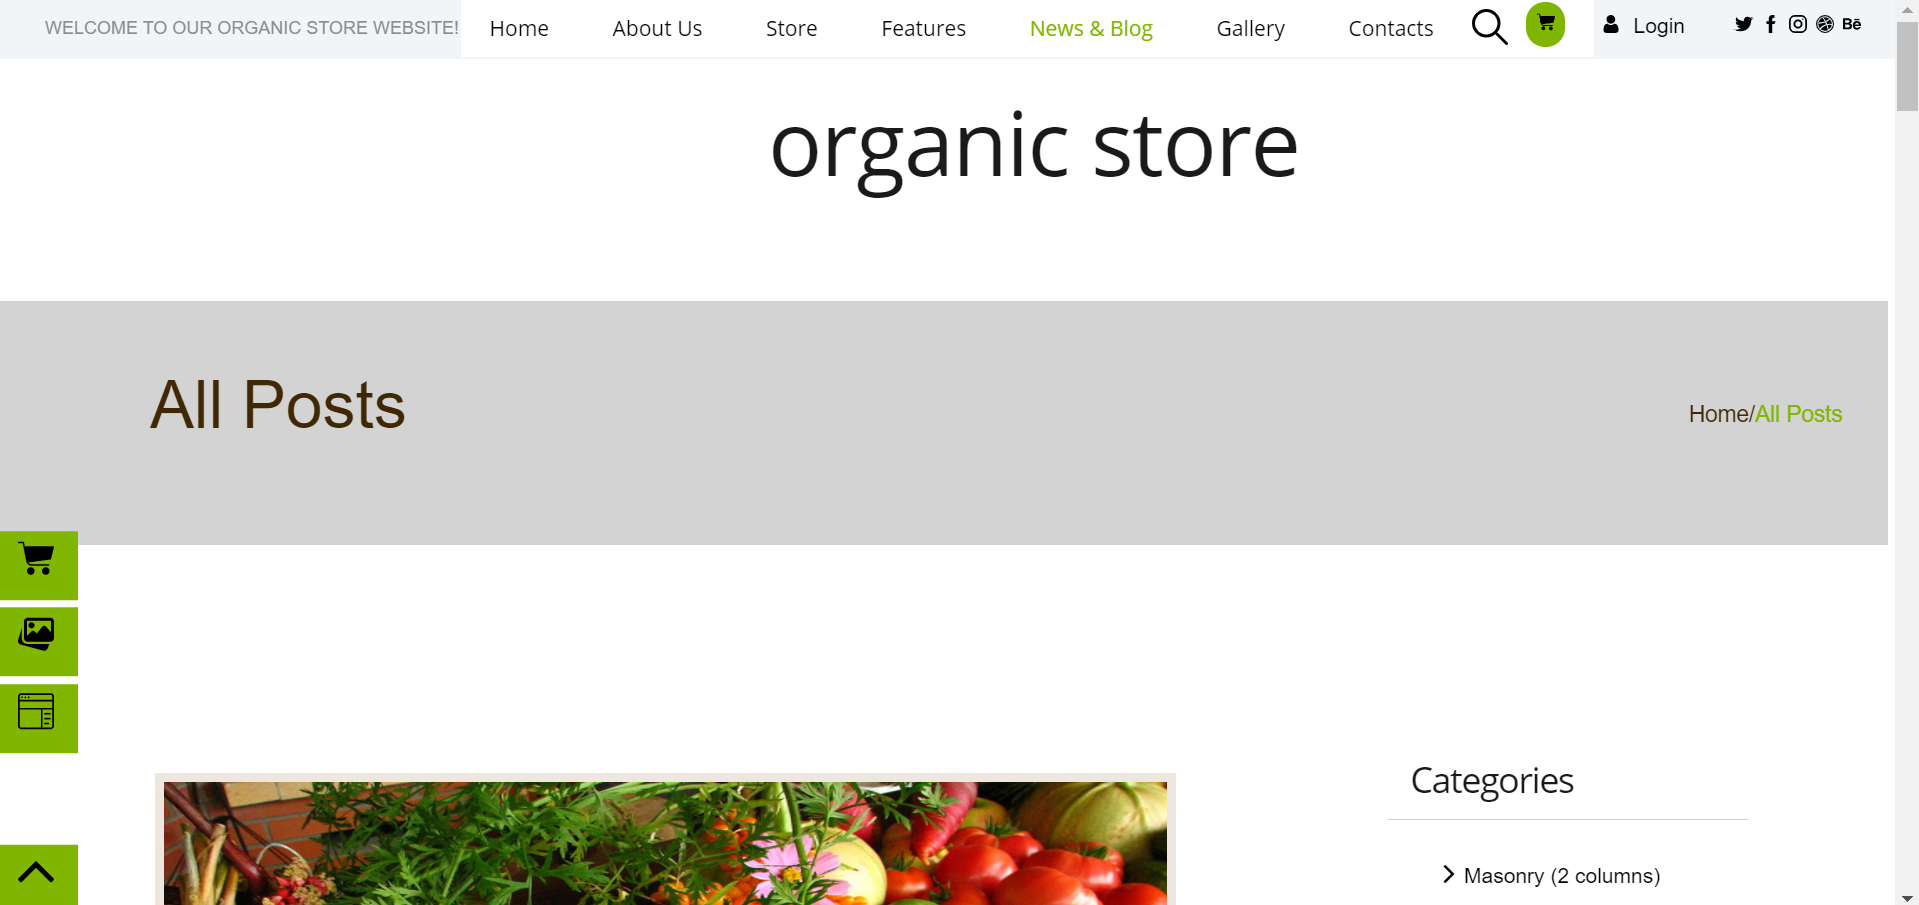 WELCOME TO OUR ORGANIC STORE WEBSITE!
Home
About Us
Store
Features
News & Blog
Gallery
Contacts
Login
organic store
All Posts
Home/All Posts
Categories
Masonry (2 columns)